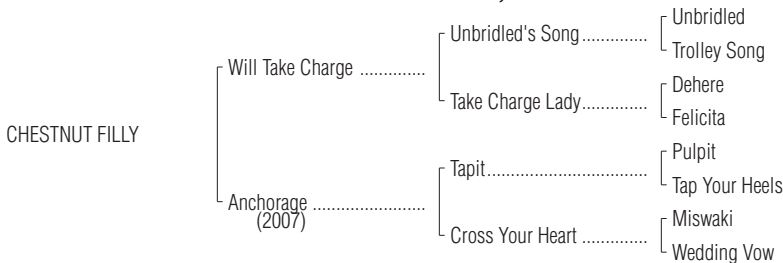 Unbridled
Unbridled's Song ..............
Trolley Song
Will Take Charge ..............
Dehere
Take Charge Lady ..............
Felicita
CHESTNUT FILLY
Pulpit
Tapit ...................................
Tap Your Heels
Anchorage ........................
(2007)
Miswaki
Cross Your Heart ..............
Wedding Vow